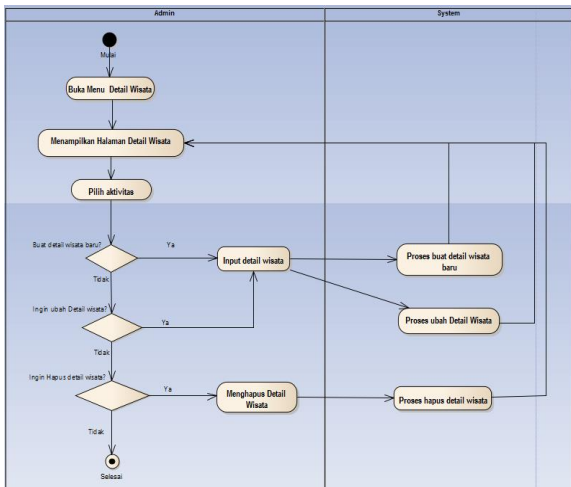 Admin
System
Mulai
Buka Menu Detail Wisata
Menampilkan Halaman Detail Wisata
Pilih aktivitas
Buat detail wisata baru?
Ya
Input detail wisata
Proses buat detail wisata
baru
Tidak
Ingin ubah Detail wisata?
Ya
Proses ubah Detail Wisata
Tidak
Ingin Hapus detail wisata?
Ya
Menghapus Detail
Wisata
Proses hapus detail wisata
Tidak
Selesai